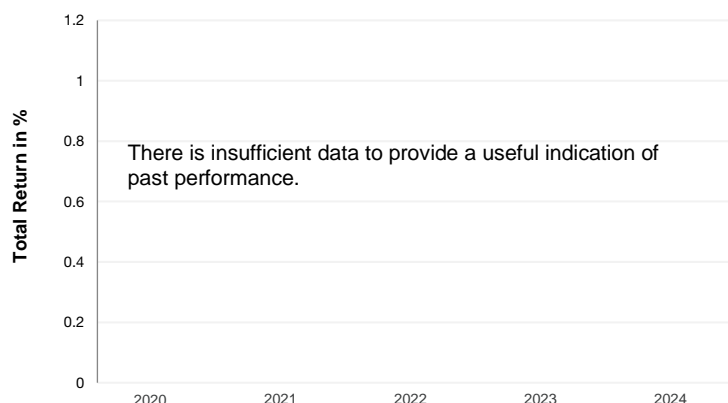 1.2
1
0.8
0.6
0.4
0.2
0
Total Return in %
There is insufficient data to provide a useful indication of
past performance.
2020 2021 2022 2023 2024